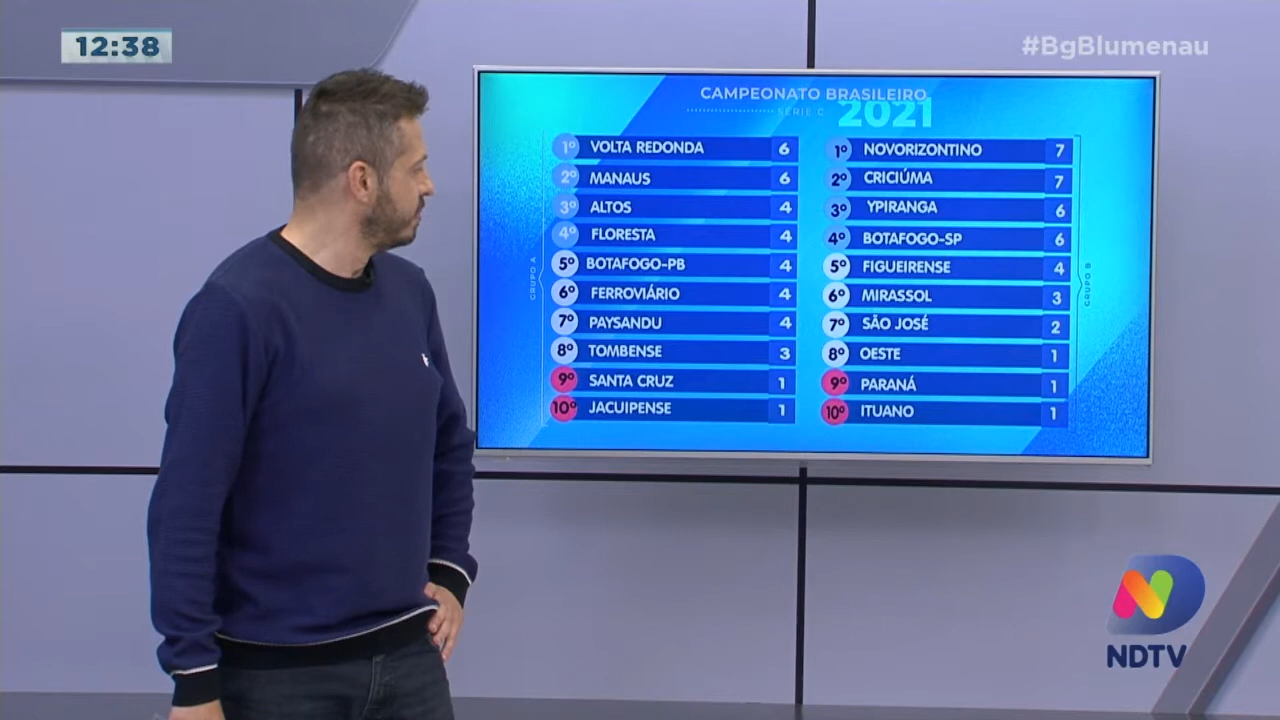 12:38
#BgBlumenau
CAMPEONATO BRASILEIRO
SÉRIE C 2021
GRUPO A
1º VOLTA REDONDA 6
2º MANAUS 6
3º ALTOS 4
4º FLORESTA 4
5º BOTAFOGO-PB 4
6º FERROVIÁRIO 4
7º PAYSANDU 4
8º TOMBENSE 3
9º SANTA CRUZ 1
10º JACUIPENSE 1
1º NOVORIZONTINO 7
2º CRICIÚMA 7
3º YPIRANGA 6
4º BOTAFOGO-SP 6
5º FIGUEIRENSE 4
6º MIRASSOL 3
7º SÃO JOSÉ 2
8º OESTE 1
9º PARANÁ 1
10º ITUANO 1
GRUPO B
NDTV